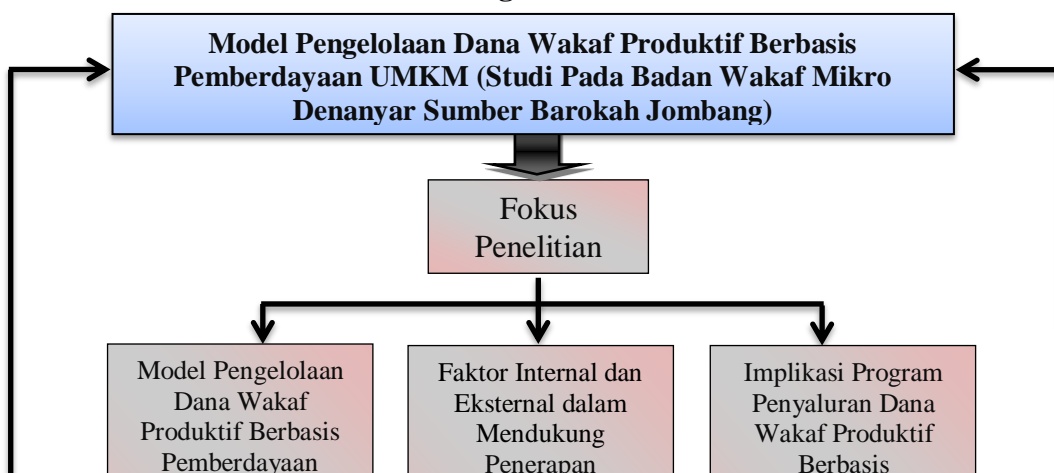 Model Pengelolaan Dana Wakaf Produktif Berbasis
Pemberdayaan UMKM (Studi Pada Badan Wakaf Mikro
Denanyar Sumber Barokah Jombang)
Fokus
Penelitian
Model Pengelolaan
Dana Wakaf
Produktif Berbasis
Pemberdayaan
Faktor Internal dan
Eksternal dalam
Mendukung
Penerapan
Implikasi Program
Penyaluran Dana
Wakaf Produktif
Berbasis